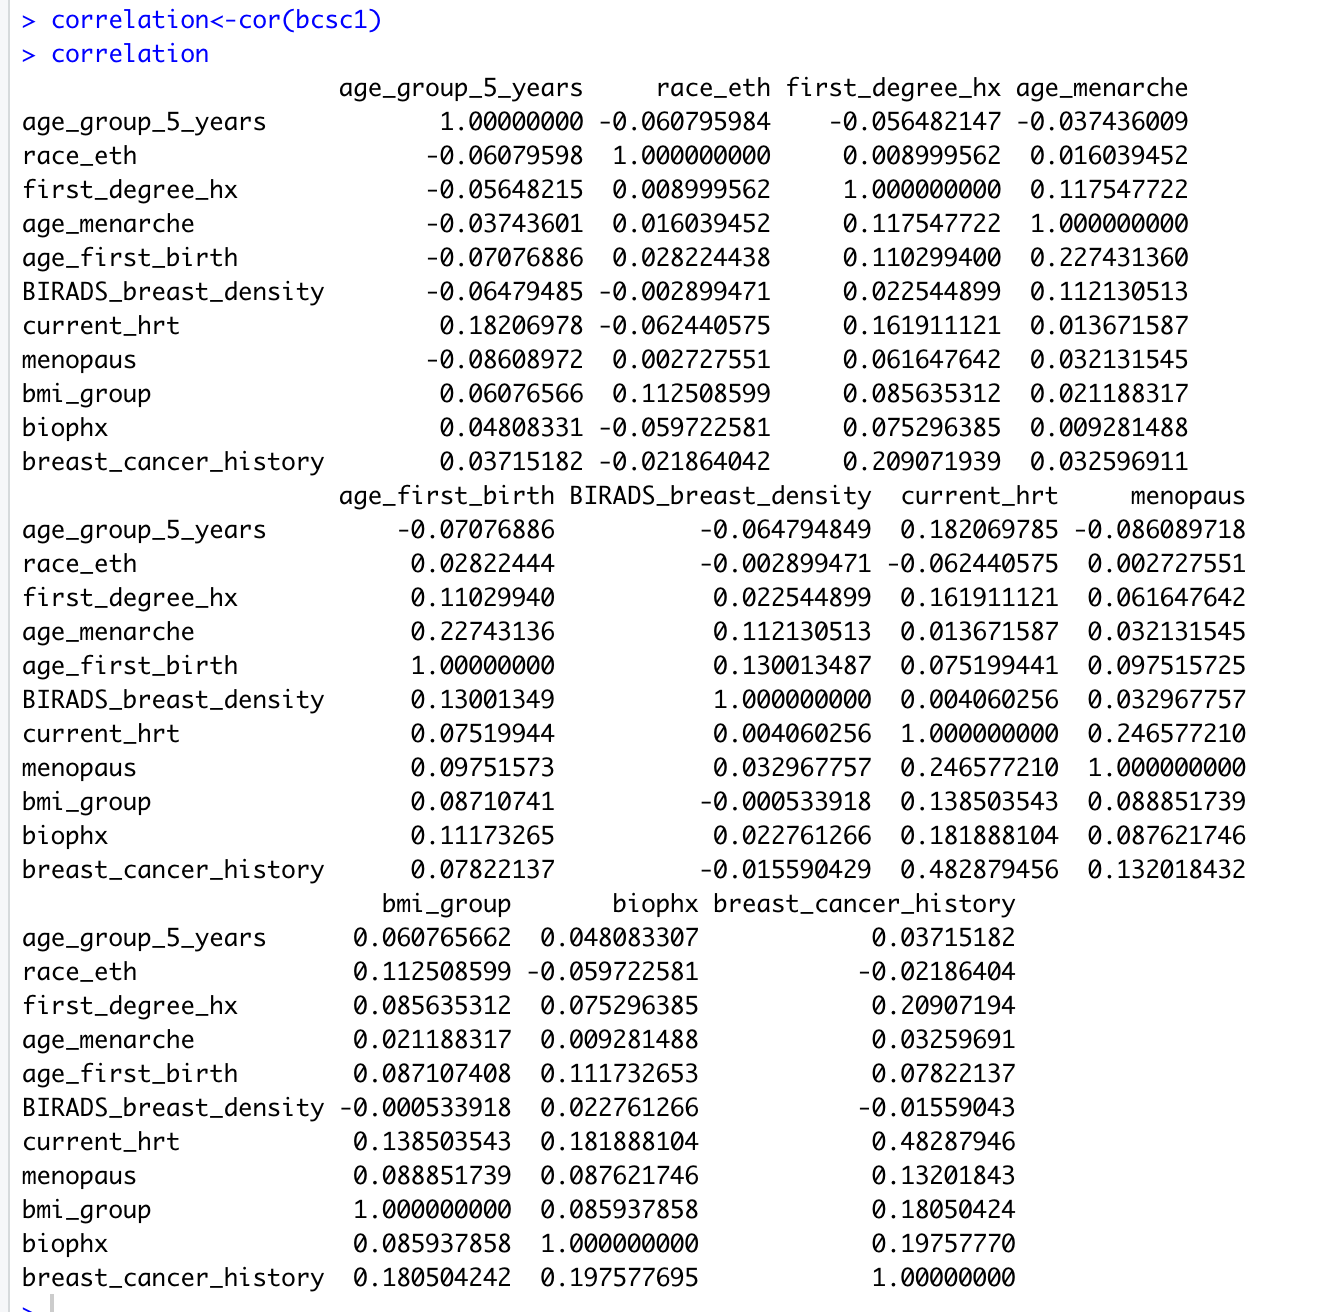 > correlation<-cor(bcsc1)
> correlation
age_group_5_years race_eth first_degree_hx age_menarche
age_group_5_years 1.00000000 -0.060795984 -0.056482147 -0.037436009
race_eth -0.06079598 1.000000000 0.008999562 0.016039452
first_degree_hx -0.05648215 0.008999562 1.000000000 0.117547722
age_menarche -0.03743601 0.016039452 0.117547722 1.000000000
age_first_birth -0.07076886 0.028224438 0.110299400 0.227431360
BIRADS_breast_density -0.06479485 -0.002899471 0.022544899 0.112130513
current_hrt 0.18206978 -0.062440575 0.161911121 0.013671587
menopaus -0.08608972 0.002727551 0.061647642 0.032131545
bmi_group 0.06076566 0.112508599 0.085635312 0.021188317
biophx 0.04808331 -0.059722581 0.075296385 0.009281488
breast_cancer_history 0.03715182 -0.021864042 0.209071939 0.032596911
age_first_birth BIRADS_breast_density current_hrt menopaus
age_group_5_years -0.07076886 -0.064794849 0.182069785 -0.086089718
race_eth 0.02822444 -0.002899471 -0.062440575 0.002727551
first_degree_hx 0.11029940 0.022544899 0.161911121 0.061647642
age_menarche 0.22743136 0.112130513 0.013671587 0.032131545
age_first_birth 1.00000000 0.130013487 0.075199441 0.097515725
BIRADS_breast_density 0.13001349 1.000000000 0.004060256 0.032967757
current_hrt 0.07519944 0.004060256 1.000000000 0.246577210
menopaus 0.09751573 0.032967757 0.246577210 1.000000000
bmi_group 0.08710741 -0.000533918 0.138503543 0.088851739
biophx 0.11173265 0.022761266 0.181888104 0.087621746
breast_cancer_history 0.07822137 -0.015590429 0.482879456 0.132018432
bmi_group biophx breast_cancer_history
age_group_5_years 0.060765662 0.048083307 0.03715182
race_eth 0.112508599 -0.059722581 -0.02186404
first_degree_hx 0.085635312 0.075296385 0.20907194
age_menarche 0.021188317 0.009281488 0.03259691
age_first_birth 0.087107408 0.111732653 0.07822137
BIRADS_breast_density -0.000533918 0.022761266 -0.01559043
current_hrt 0.138503543 0.181888104 0.48287946
menopaus 0.088851739 0.087621746 0.13201843
bmi_group 1.000000000 0.085937858 0.18050424
biophx 0.085937858 1.000000000 0.19757770
breast_cancer_history 0.180504242 0.197577695 1.00000000
>